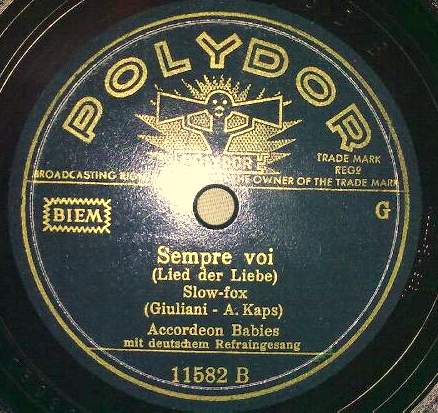 POLYDOR
TRADE MARK
REGD
BROADCASTING
THE OWNER OF THE TRADE MARK
BIEM
G
Sempre voi
(Lied der Liebe)
Slow-fox
(Giuliani - A. Kaps)
Accordeon Babies
mit deutschem Refraingesang
11582 B